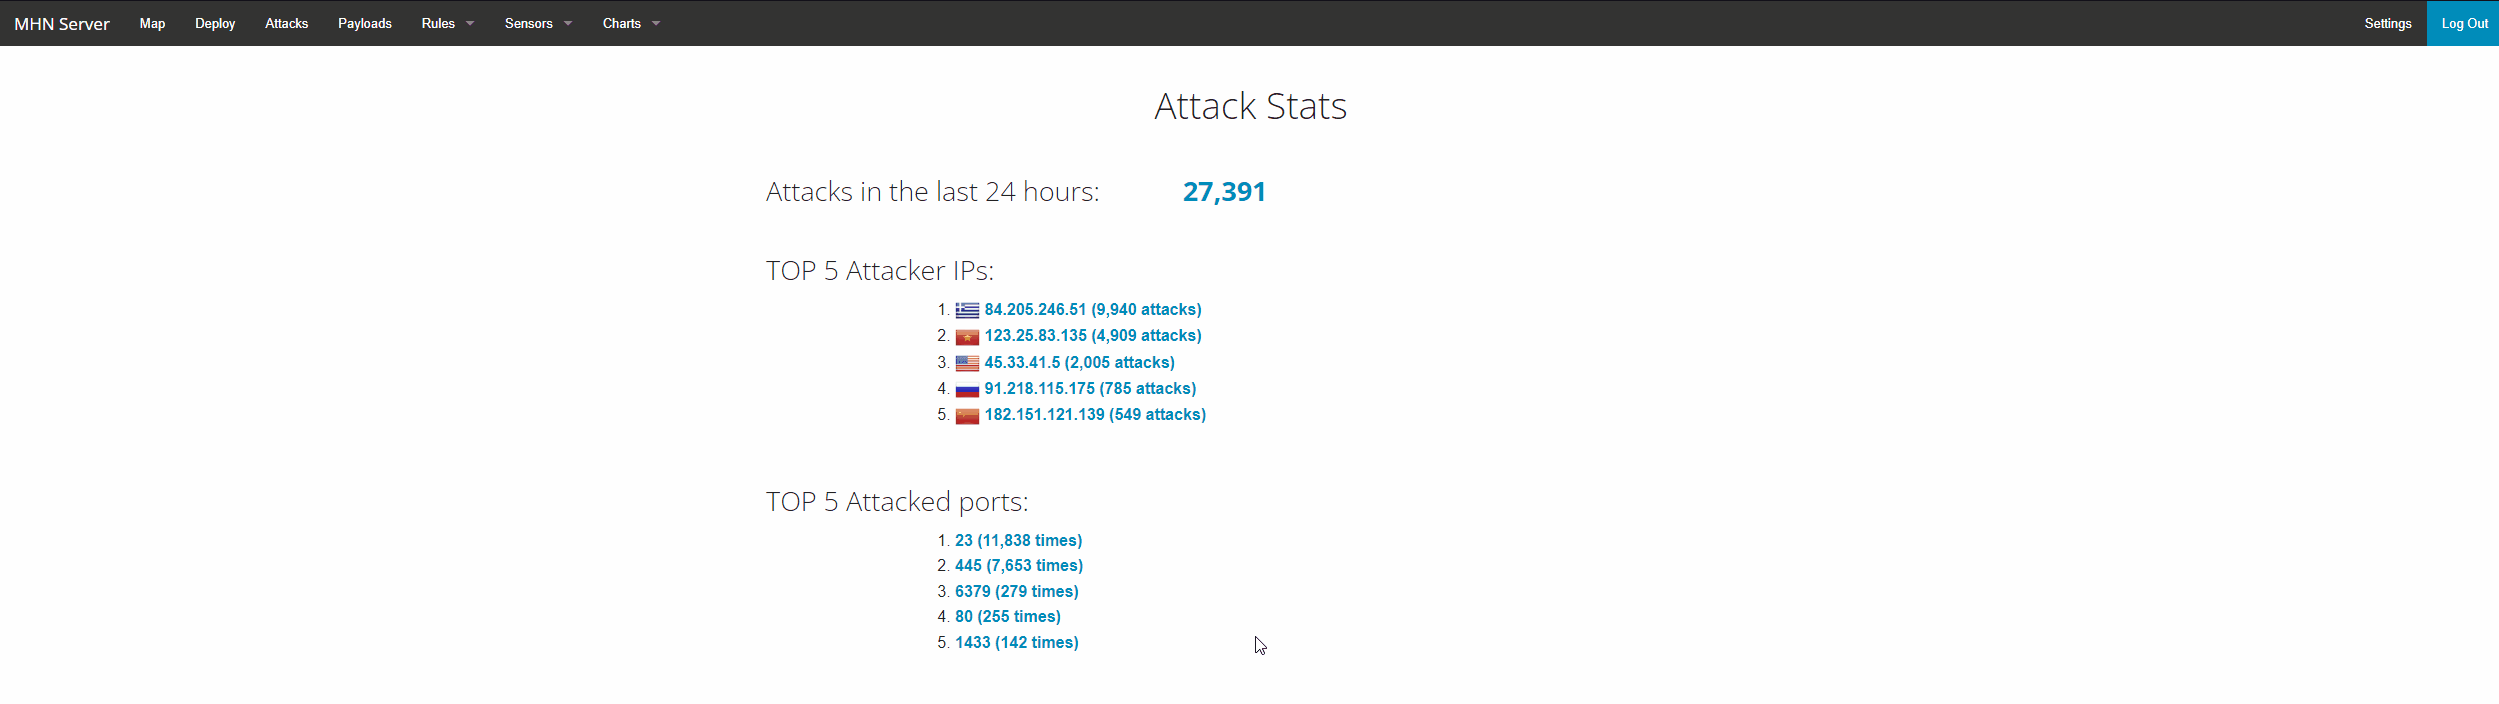 MHN Server Map Deploy Attacks Payloads Rules Sensors Charts Settings Log Out
Attack Stats
Attacks in the last 24 hours: 27,391
TOP 5 Attacker IPs:
1. 84.205.246.51 (9,940 attacks)
2. 123.25.83.135 (4,909 attacks)
3. 45.33.41.5 (2,005 attacks)
4. 91.218.115.175 (785 attacks)
5. 182.151.121.139 (549 attacks)
TOP 5 Attacked ports:
1. 23 (11,838 times)
2. 445 (7,653 times)
3. 6379 (279 times)
4. 80 (255 times)
5. 1433 (142 times)